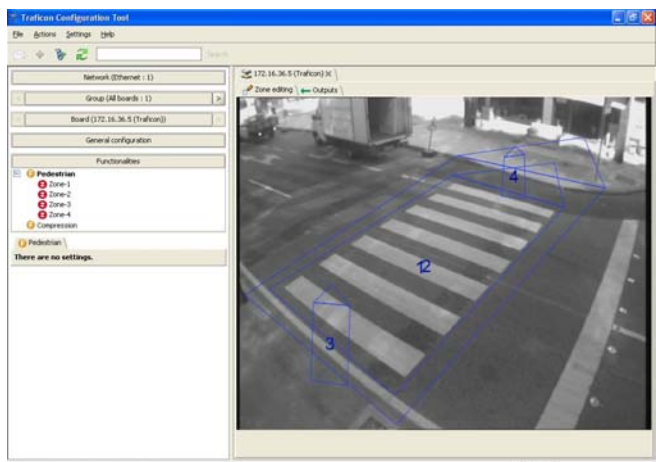 Traficon Configuration Tool
File Actions Settings Help
Search
Network (Ethernet : 1)
< Group (All boards : 1) >
< Board (172.16.36.5 (Traficon)) >
General configuration
Functionalities
Pedestrian
Zone-1
Zone-2
Zone-3
Zone-4
Compression
Pedestrian
There are no settings.
172.16.36.5 (Traficon)
Zone editing Outputs
4
12
3